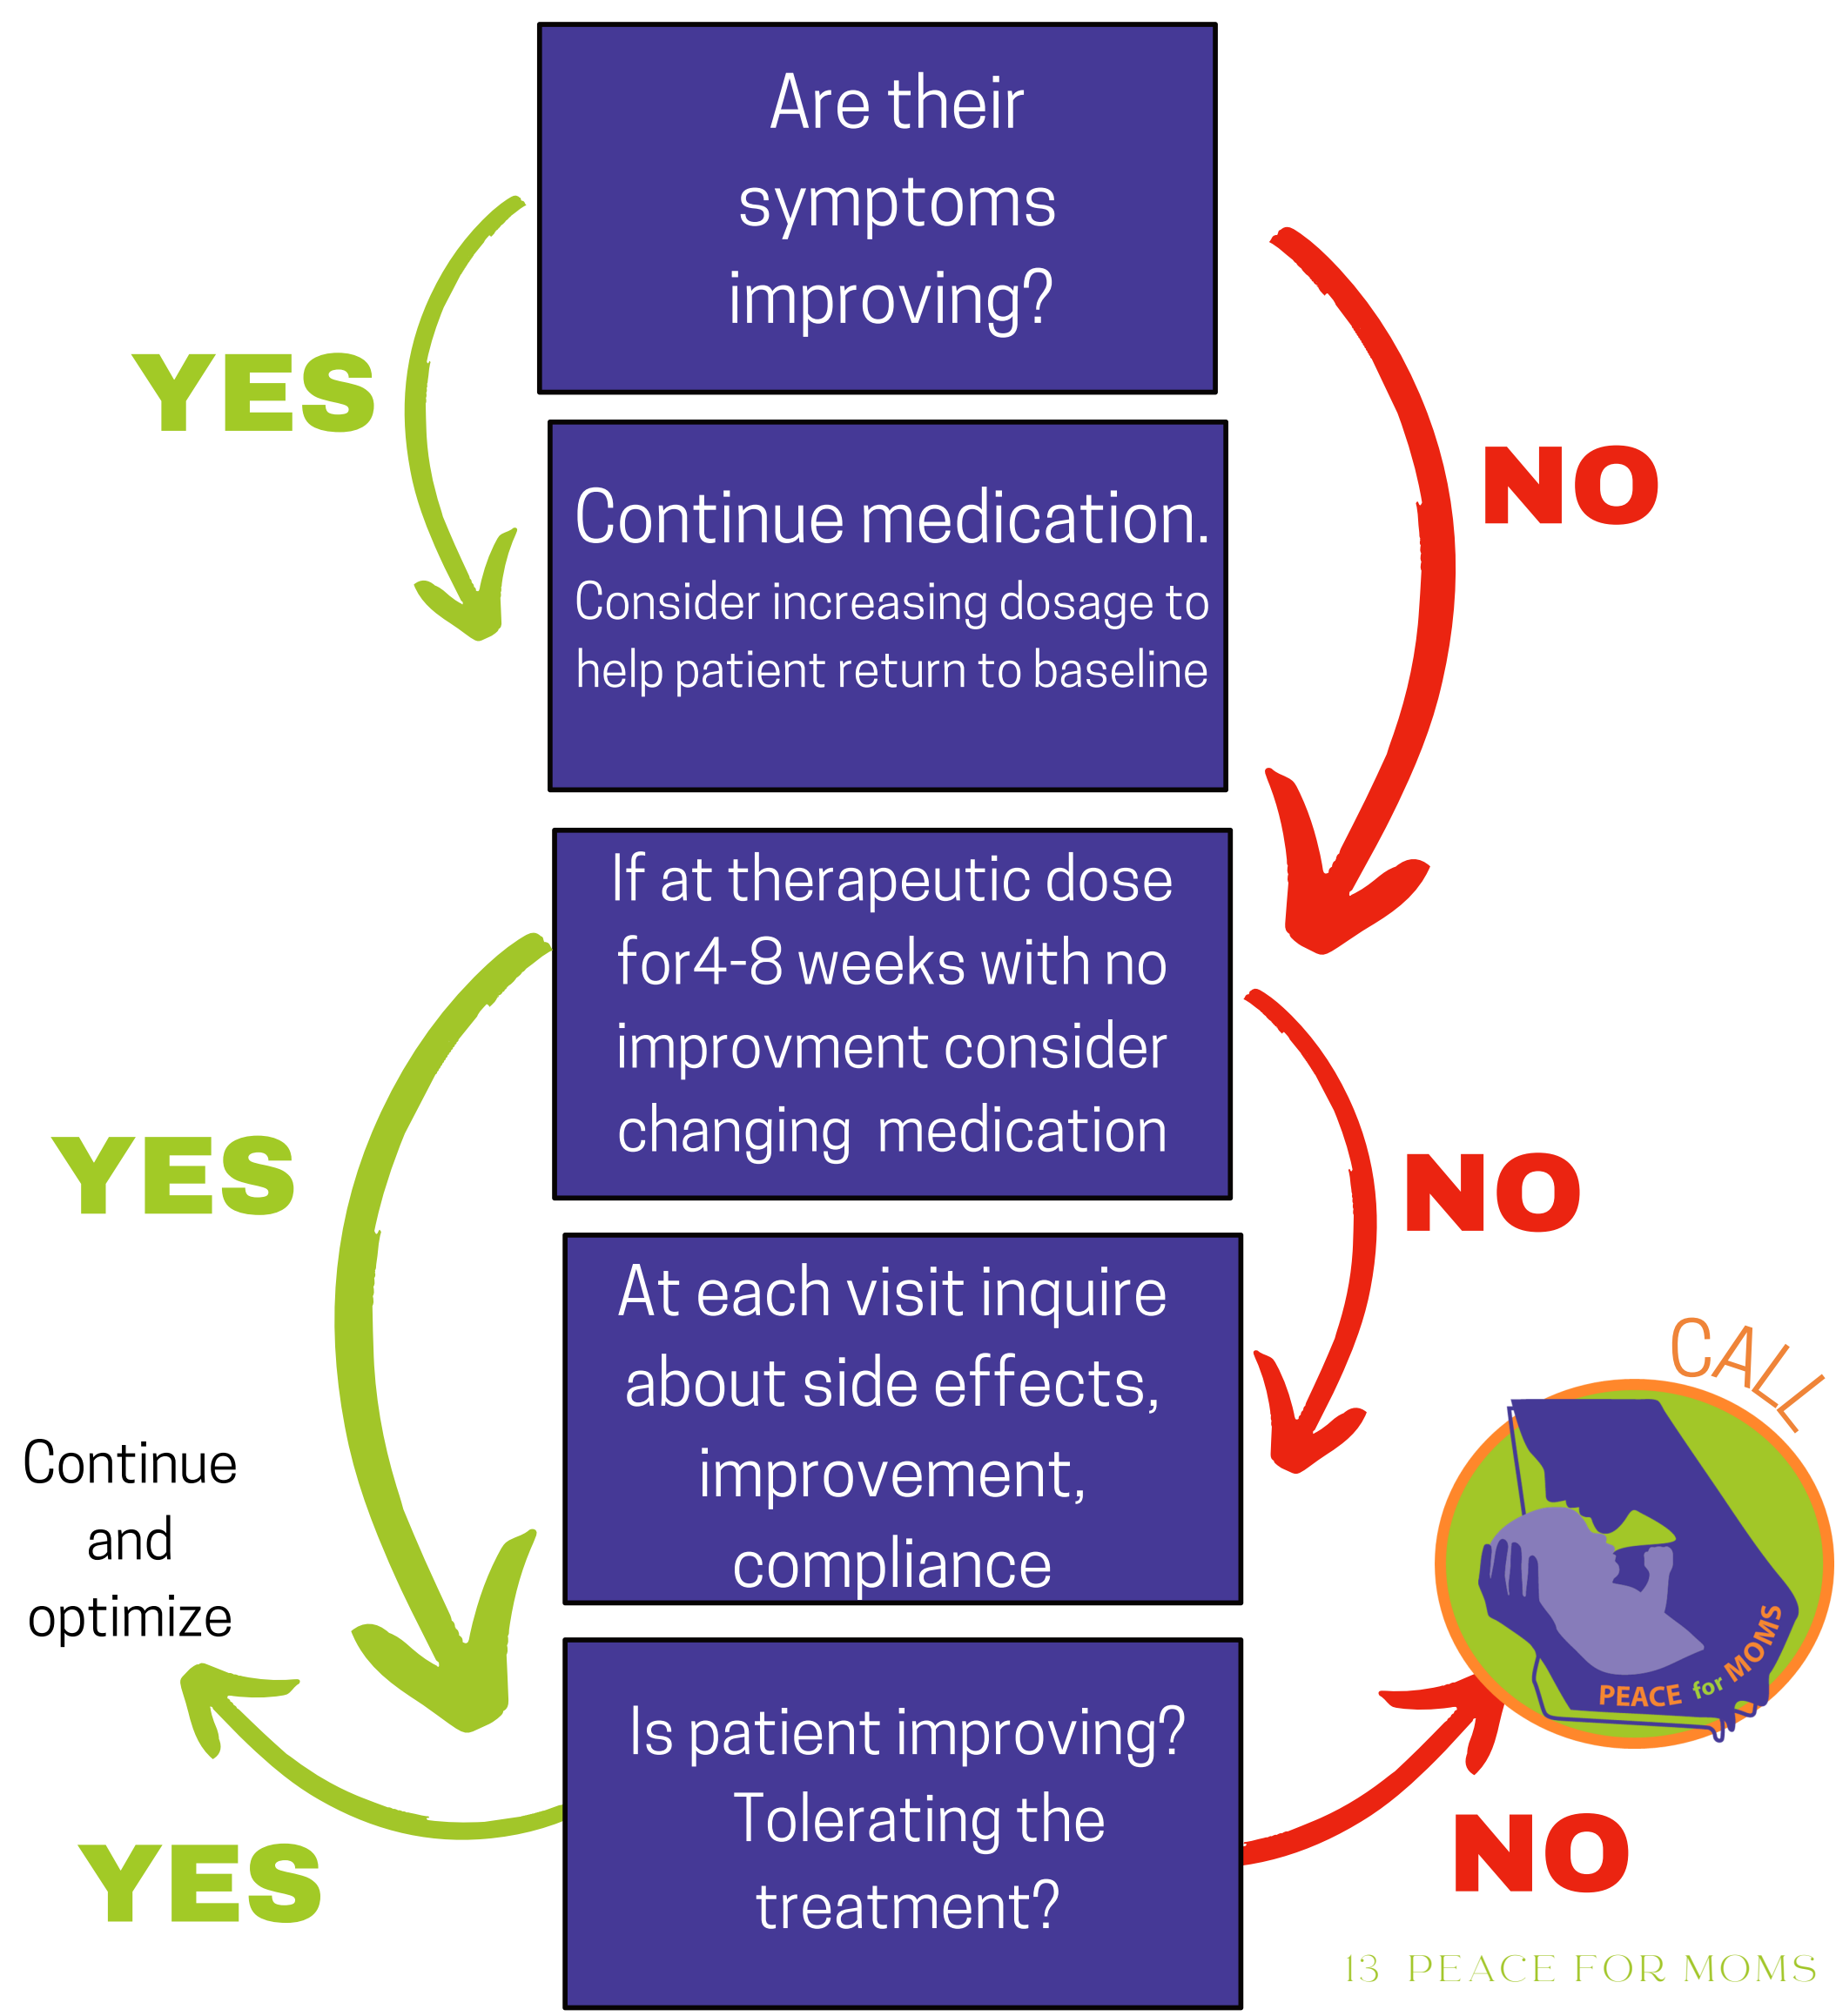 Are their
symptoms
improving?
YES
NO
Continue medication.
Consider increasing dosage to
help patient return to baseline
If at therapeutic dose
for4-8 weeks with no
improvment consider
changing medication
YES
NO
At each visit inquire
about side effects,
improvement,
compliance
Continue
and
optimize
CALL
PEACE for MOMS
Is patient improving?
Tolerating the
treatment?
YES
NO
13 PEACE FOR MOMS